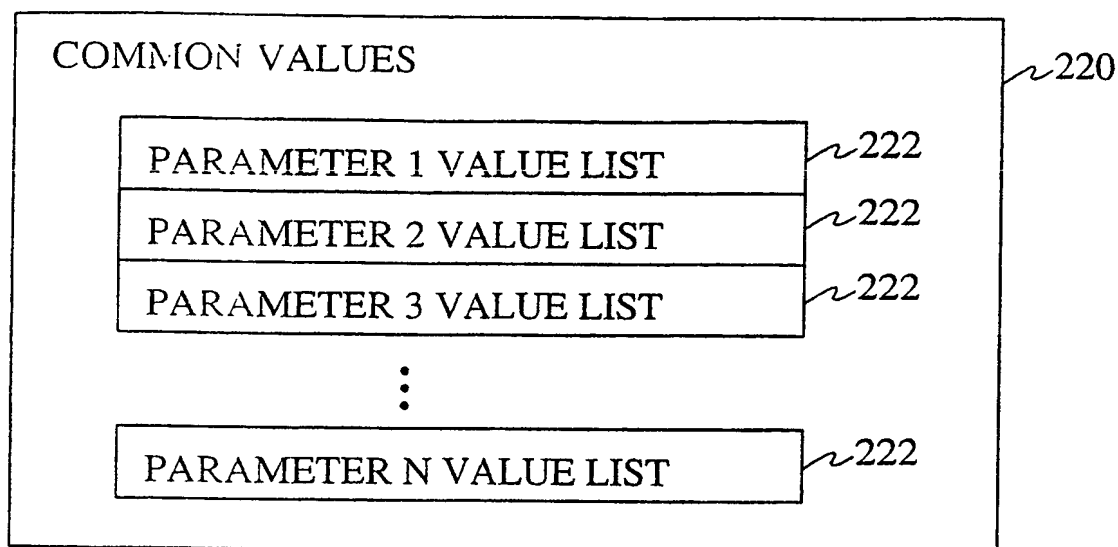 COMMON VALUES
220
PARAMETER 1 VALUE LIST
222
PARAMETER 2 VALUE LIST
222
PARAMETER 3 VALUE LIST
222
PARAMETER N VALUE LIST
222